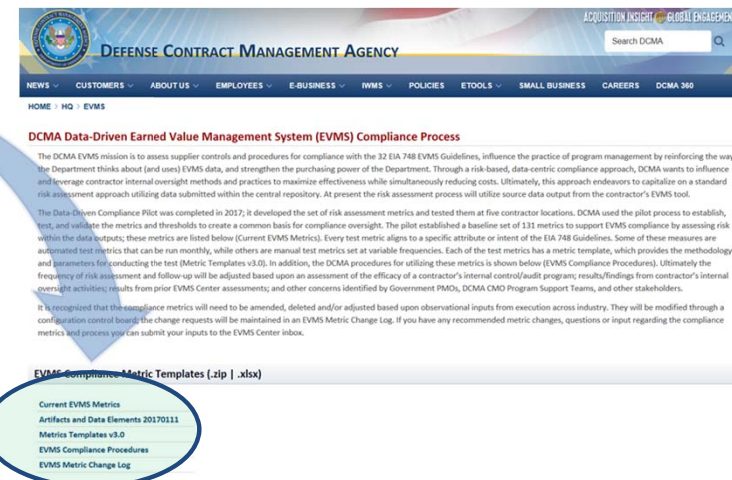 ACQUISITION INSIGHT GLOBAL ENGAGEMEN
Search DCMA
DEFENSE CONTRACT MANAGEMENT AGENCY
NEWS CUSTOMERS ABOUT US EMPLOYEES E-BUSINESS IWMS POLICIES ETOOLS SMALL BUSINESS CAREERS DCMA 360
HOME > HQ > EVMS
DCMA Data-Driven Earned Value Management System (EVMS) Compliance Process
The DCMA EVMS mission is to assess supplier controls and procedures for compliance with the 32 EIA 748 EVMS Guidelines, influence the practice of program management by reinforcing the way
the Department thinks about (and uses) EVMS data, and strengthen the purchasing power of the Department. Through a risk-based, data-centric compliance approach, DCMA wants to influence
and leverage contractor internal oversight methods and practices to maximize effectiveness while simultaneously reducing costs. Ultimately, this approach endeavors to capitalize on a standard
risk assessment approach utilizing data submitted within the central repository. At present the risk assessment process will utilize source data output from the contractor's EVMS tool.
The Data-Driven Compliance Pilot was completed in 2017; it developed the set of risk assessment metrics and tested them at five contractor locations. DCMA used the pilot process to establish,
test, and validate the metrics and thresholds to create a common basis for compliance oversight. The pilot established a baseline set of 131 metrics to support EVMS compliance by assessing risk
within the data outputs; these metrics are listed below (Current EVMS Metrics). Every test metric aligns to a specific attribute or intent of the EIA 748 Guidelines. Some of these measures are
automated test metrics that can be run monthly, while others are manual test metrics set at variable frequencies. Each of the test metrics has a metric template, which provides the methodology
and parameters for conducting the test (Metric Templates v3.0). In addition, the DCMA procedures for utilizing these metrics is shown below (EVMS Compliance Procedures). Ultimately the
frequency of risk assessment and follow-up will be adjusted based upon an assessment of the efficacy of a contractor's internal control/audit program; results/findings from contractor's internal
oversight activities; results from prior EVMS Center assessments; and other concerns identified by Government PMOs, DCMA CMO Program Support Teams, and other stakeholders.
It is recognized that the compliance metrics will need to be amended, deleted and/or adjusted based upon observational inputs from execution across industry. They will be modified through a
configuration control board; the change requests will be maintained in an EVMS Metric Change Log. If you have any recommended metric changes, questions or input regarding the compliance
metrics and process you can submit your inputs to the EVMS Center inbox.
EVMS Compliance Metric Templates (.zip | .xlsx)
Current EVMS Metrics
Artifacts and Data Elements 20170111
Metrics Templates v3.0
EVMS Compliance Procedures
EVMS Metric Change Log